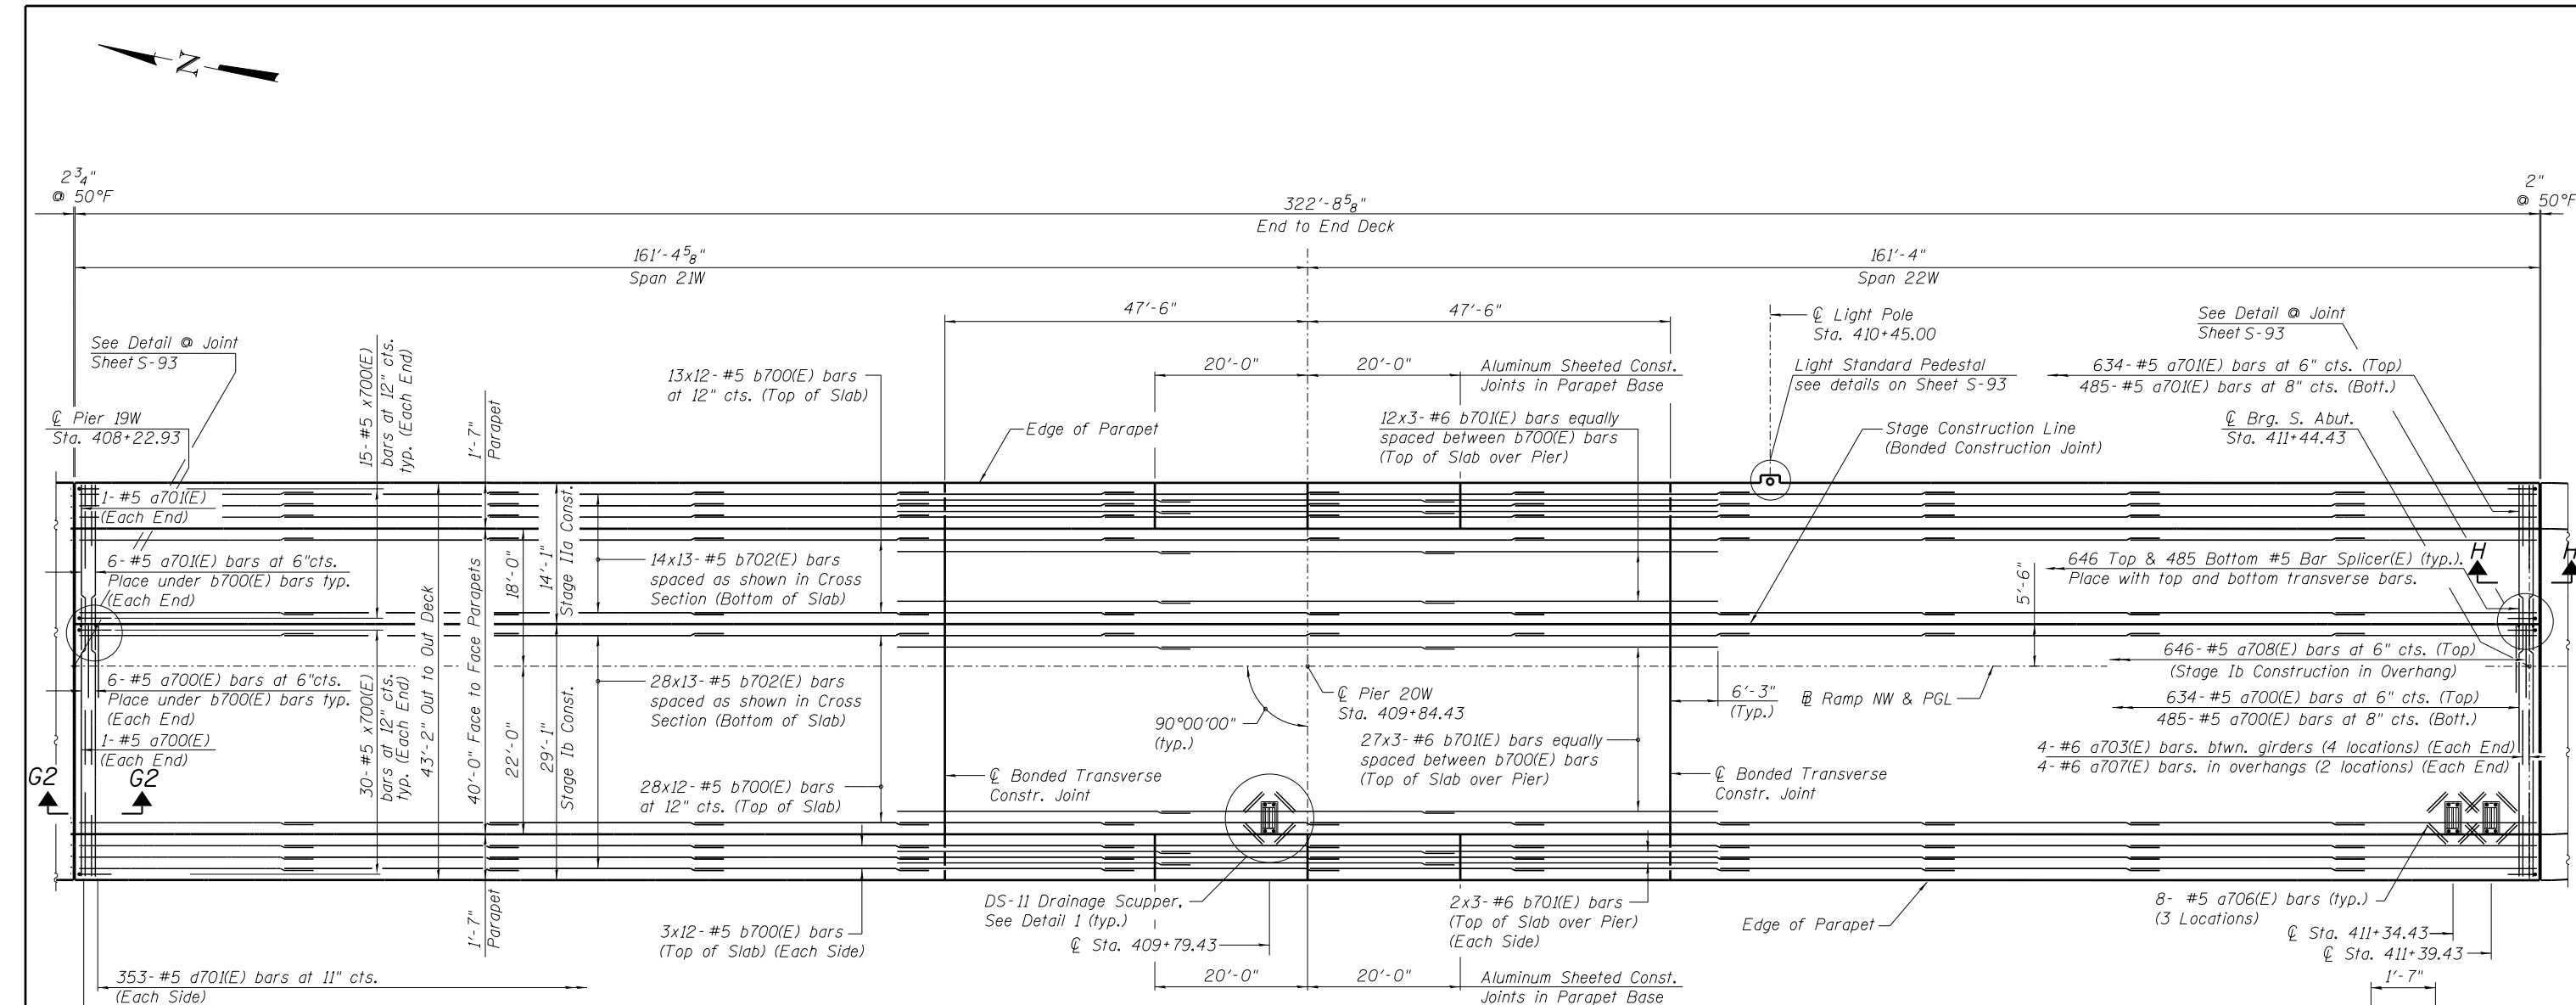 N
2 3/4"
@ 50°F
322'-8 5/8"
End to End Deck
2"
@ 50°F
161'-4 5/8"
Span 21W
161'-4"
Span 22W
47'-6"
47'-6"
℄ Light Pole
Sta. 410+45.00
See Detail @ Joint
Sheet S-93
See Detail @ Joint
Sheet S-93
15-#5 x700(E)
bars at 12" cts.
typ. (Each End)
1'-7"
Parapet
13x12-#5 b700(E) bars
at 12" cts. (Top of Slab)
20'-0"
20'-0"
Aluminum Sheeted Const.
Joints in Parapet Base
Light Standard Pedestal
see details on Sheet S-93
634-#5 a701(E) bars at 6" cts. (Top)
485-#5 a701(E) bars at 8" cts. (Bott.)
℄ Pier 19W
Sta. 408+22.93
Edge of Parapet
12x3-#6 b701(E) bars equally
spaced between b700(E) bars
(Top of Slab over Pier)
Stage Construction Line
(Bonded Construction Joint)
℄ Brg. S. Abut.
Sta. 411+44.43
1-#5 a701(E)
(Each End)
6-#5 a701(E) bars at 6"cts.
Place under b700(E) bars typ.
(Each End)
43'-2" Out to Out Deck
40'-0" Face to Face Parapets
18'-0"
14'-1"
Stage IIa Const.
14x13-#5 b702(E) bars
spaced as shown in Cross
Section (Bottom of Slab)
646 Top & 485 Bottom #5 Bar Splicer(E) (typ.).
Place with top and bottom transverse bars.
H
H
5'-6"
646-#5 a708(E) bars at 6" cts. (Top)
(Stage Ib Construction in Overhang)
6-#5 a700(E) bars at 6"cts.
Place under b700(E) bars typ.
(Each End)
1-#5 a700(E)
(Each End)
30-#5 x700(E)
bars at 12" cts.
typ. (Each End)
22'-0"
29'-1"
Stage Ib Const.
28x13-#5 b702(E) bars
spaced as shown in Cross
Section (Bottom of Slab)
℄ Pier 20W
Sta. 409+84.43
90°00'00"
(typ.)
6'-3"
(Typ.)
℔ Ramp NW & PGL
634-#5 a700(E) bars at 6" cts. (Top)
485-#5 a700(E) bars at 8" cts. (Bott.)
27x3-#6 b701(E) bars equally
spaced between b700(E) bars
(Top of Slab over Pier)
4-#6 a703(E) bars. btwn. girders (4 locations) (Each End)
4-#6 a707(E) bars. in overhangs (2 locations) (Each End)
G2
G2
28x12-#5 b700(E) bars
at 12" cts. (Top of Slab)
℄ Bonded Transverse
Constr. Joint
℄ Bonded Transverse
Constr. Joint
1'-7"
Parapet
3x12-#5 b700(E) bars
(Top of Slab) (Each Side)
DS-11 Drainage Scupper,
See Detail 1 (typ.)
℄ Sta. 409+79.43
2x3-#6 b701(E) bars
(Top of Slab over Pier)
(Each Side)
Edge of Parapet
8- #5 a706(E) bars (typ.)
(3 Locations)
℄ Sta. 411+34.43
℄ Sta. 411+39.43
353-#5 d701(E) bars at 11" cts.
(Each Side)
20'-0"
20'-0"
Aluminum Sheeted Const.
Joints in Parapet Base
1'-7"